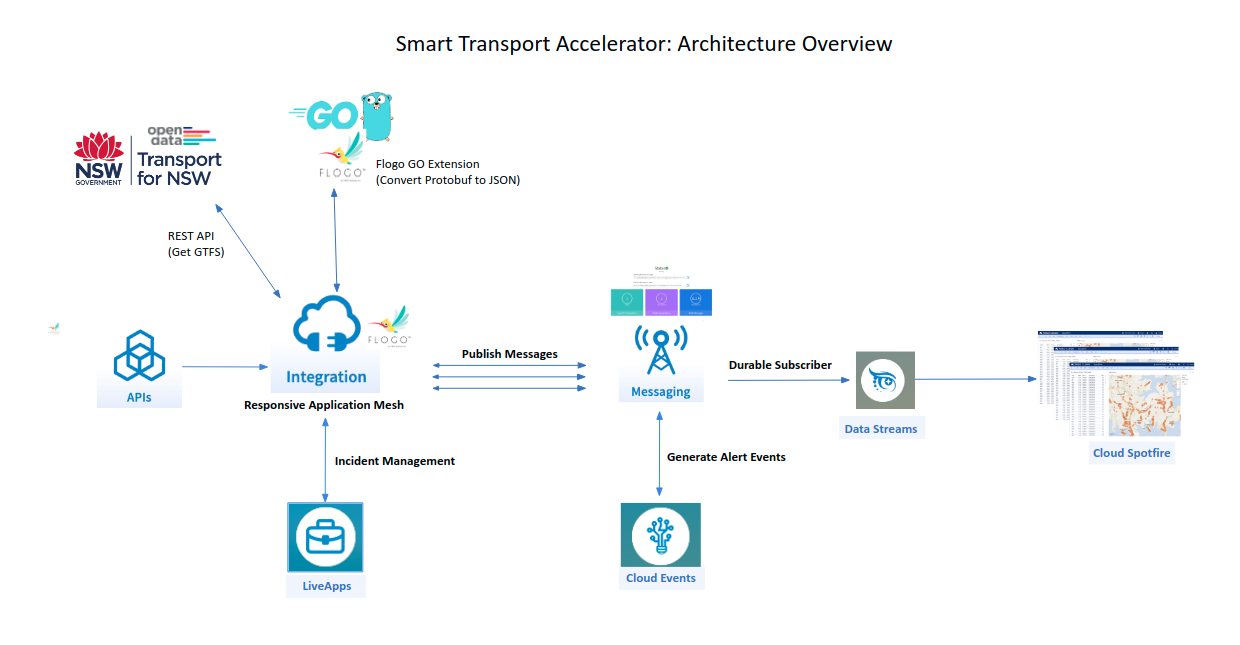 Smart Transport Accelerator: Architecture Overview
GO
open
data
NSW
GOVERNMENT
Transport
for NSW
FLOGO
Flogo GO Extension
(Convert Protobuf to JSON)
REST API
(Get GTFS)
FLOGO
Integration
Responsive Application Mesh
APIs
Publish Messages
Messaging
Durable Subscriber
Data Streams
Cloud Spotfire
Incident Management
Generate Alert Events
LiveApps
Cloud Events